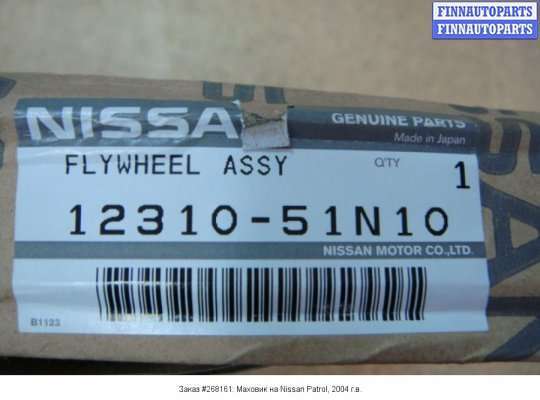 FINNAUTOPARTS
FINNAUTOPARTS
NISSA
GENUINE PARTS
Made in Japan
FLYWHEEL ASSY Q'TY 1
12310-51N10
NISSAN MOTOR CO.,LTD.
B1123
Заказ #268161: Маховик на Nissan Patrol, 2004 г.в.